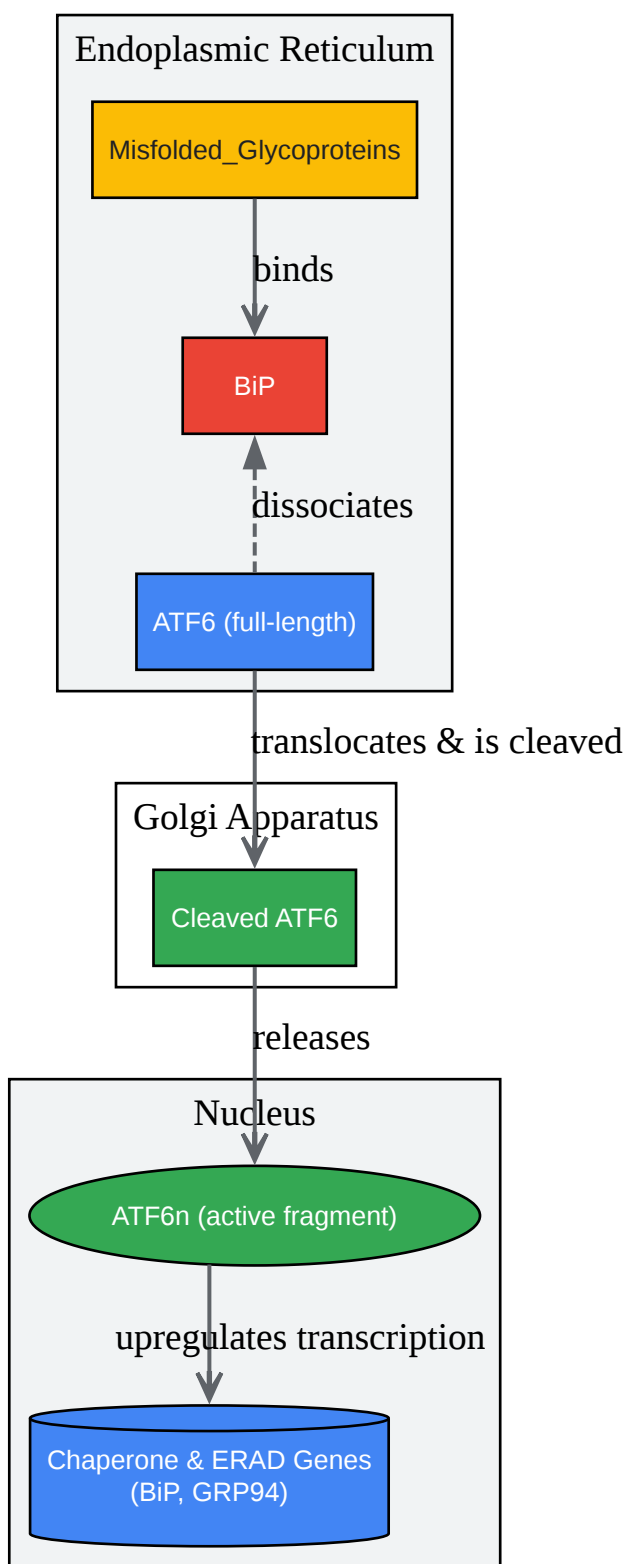 Endoplasmic Reticulum
Misfolded_Glycoproteins
binds
BiP
dissociates
ATF6 (full-length)
translocates & is cleaved
Golgi Apparatus
Cleaved ATF6
releases
Nucleus
ATF6n (active fragment)
upregulates transcription
Chaperone & ERAD Genes
(BiP, GRP94)